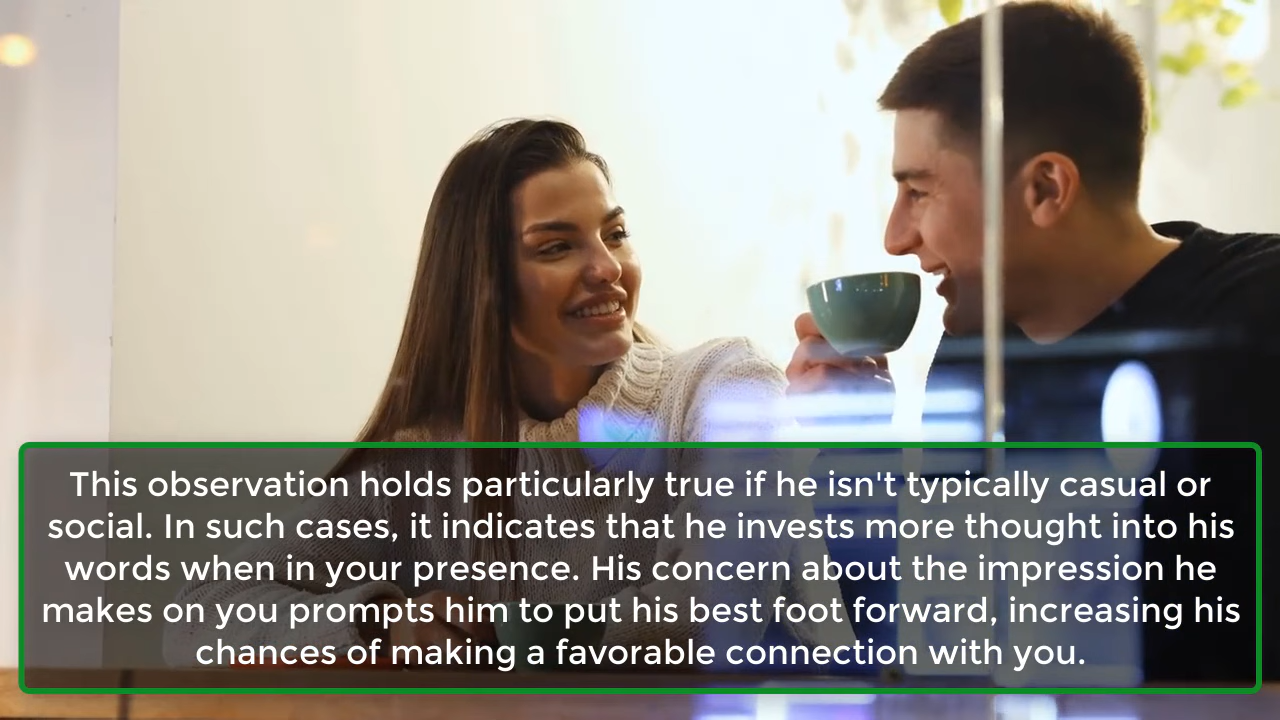 This observation holds particularly true if he isn't typically casual or
social. In such cases, it indicates that he invests more thought into his
words when in your presence. His concern about the impression he
makes on you prompts him to put his best foot forward, increasing his
chances of making a favorable connection with you.